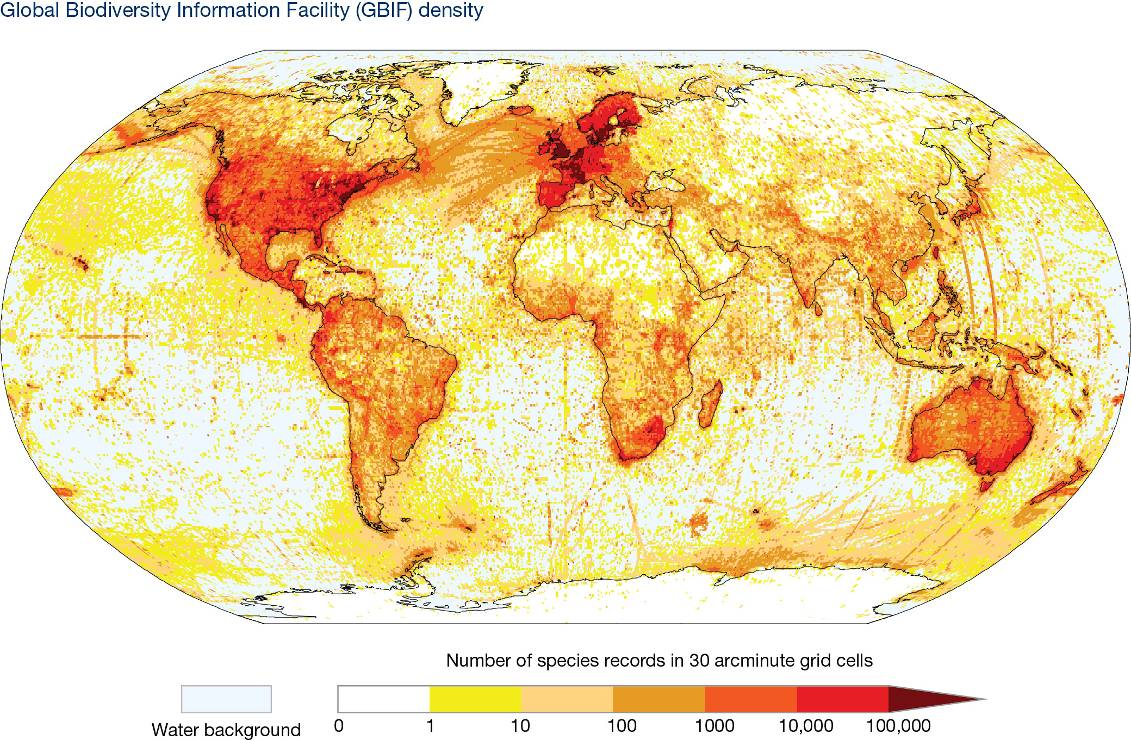 Global Biodiversity Information Facility (GBIF) density
Number of species records in 30 arcminute grid cells
Water background
0 1 10 100 1000 10,000 100,000